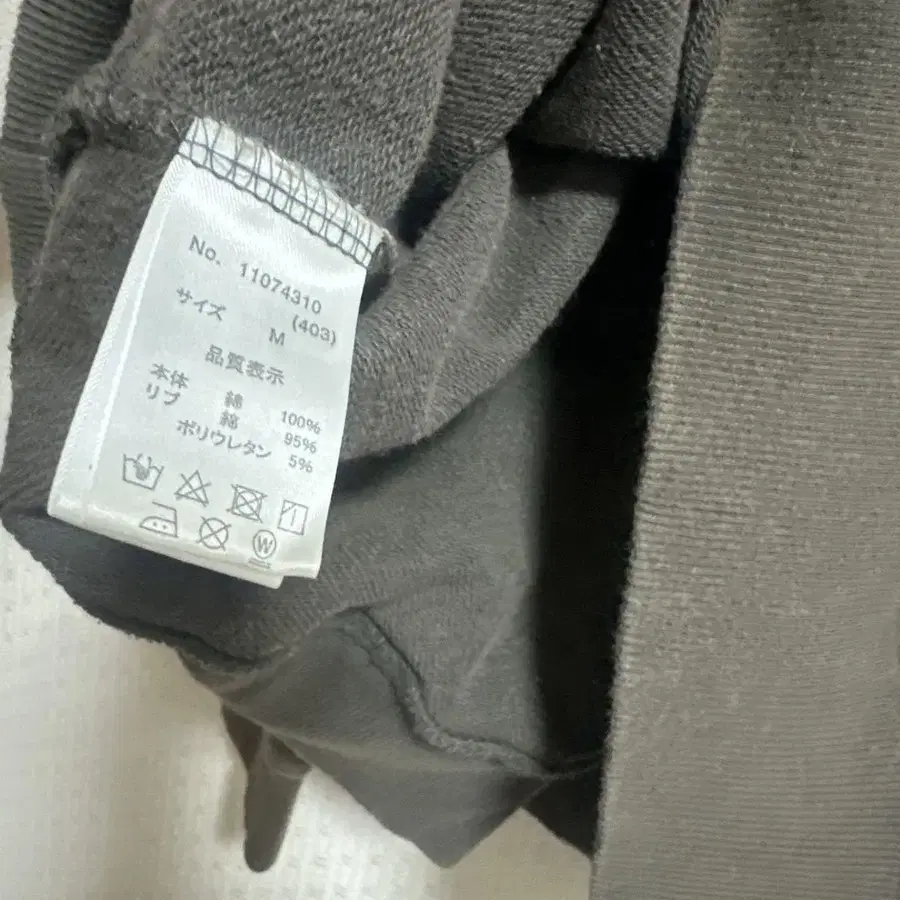 No. 11074310
(403)
サイズ M
品質表示
本体 綿 100%
リブ 綿 95%
ポリウレタン 5%
W